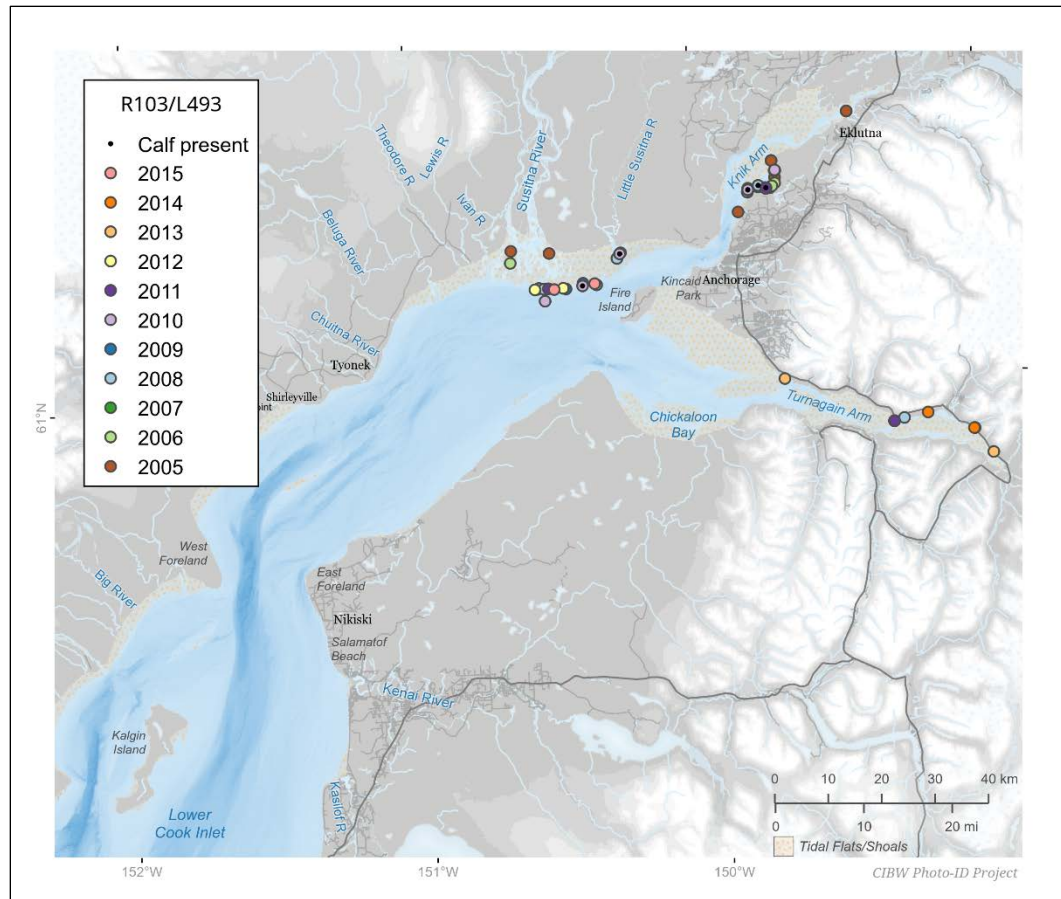 R103/L493
Calf present
2015
2014
2013
2012
2011
2010
2009
2008
2007
2006
2005
Theodore R
Lewis R
Ivan R
Susitna River
Little Susitna R
Knik Arm
Eklutna
Beluga River
Chuitna River
Tyonek
Shirleyville
oint
Fire
Island
Kincaid
Park
Anchorage
Turnagain Arm
Chickaloon
Bay
61°N
West
Foreland
Big River
East
Foreland
Nikiski
Salamatof
Beach
Kenai River
Kalgin
Island
Kasilof R
Lower
Cook Inlet
0 10 20 30 40 km
0 10 20 mi
Tidal Flats/Shoals
152°W
151°W
150°W
CIBW Photo-ID Project